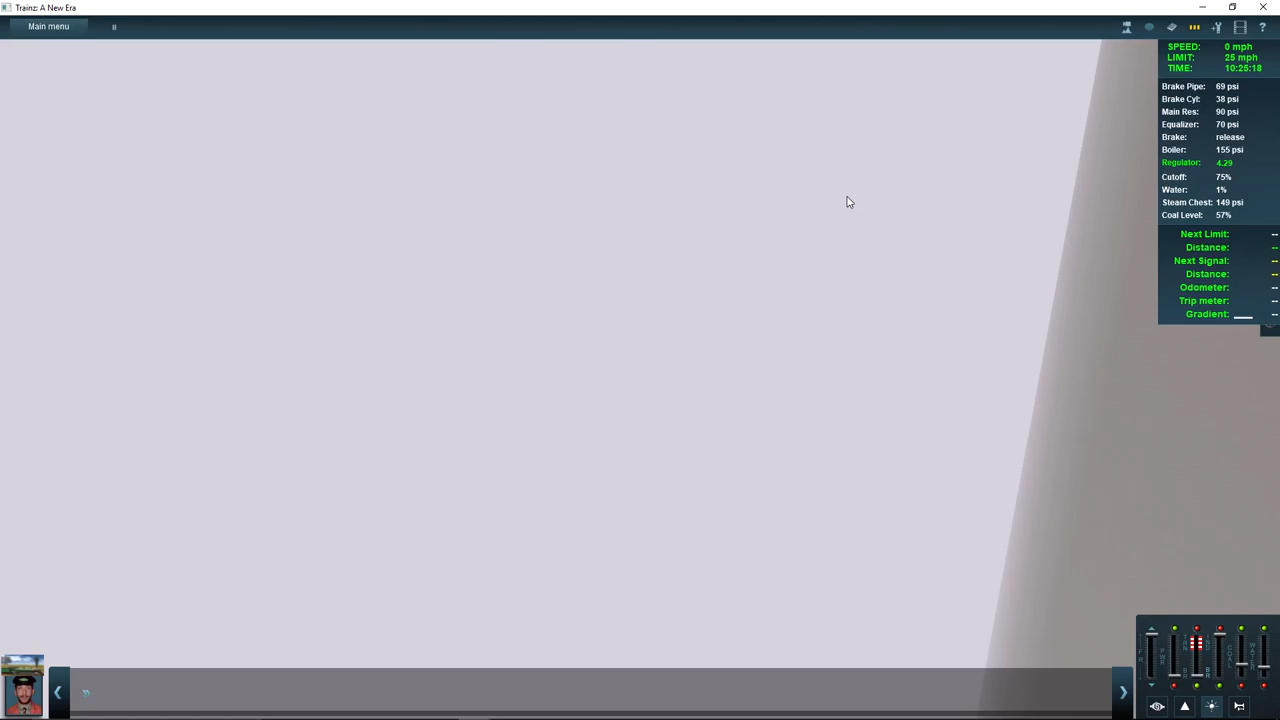 Trainz: A New Era
Main menu
SPEED: 0 mph
LIMIT: 25 mph
TIME: 10:25:18
Brake Pipe: 69 psi
Brake Cyl: 38 psi
Main Res: 90 psi
Equalizer: 70 psi
Brake: release
Boiler: 155 psi
Regulator: 4.29
Cutoff: 75%
Water: 1%
Steam Chest: 149 psi
Coal Level: 57%
Next Limit: --
Distance: --
Next Signal: --
Distance: --
Odometer: --
Trip meter: --
Gradient: --